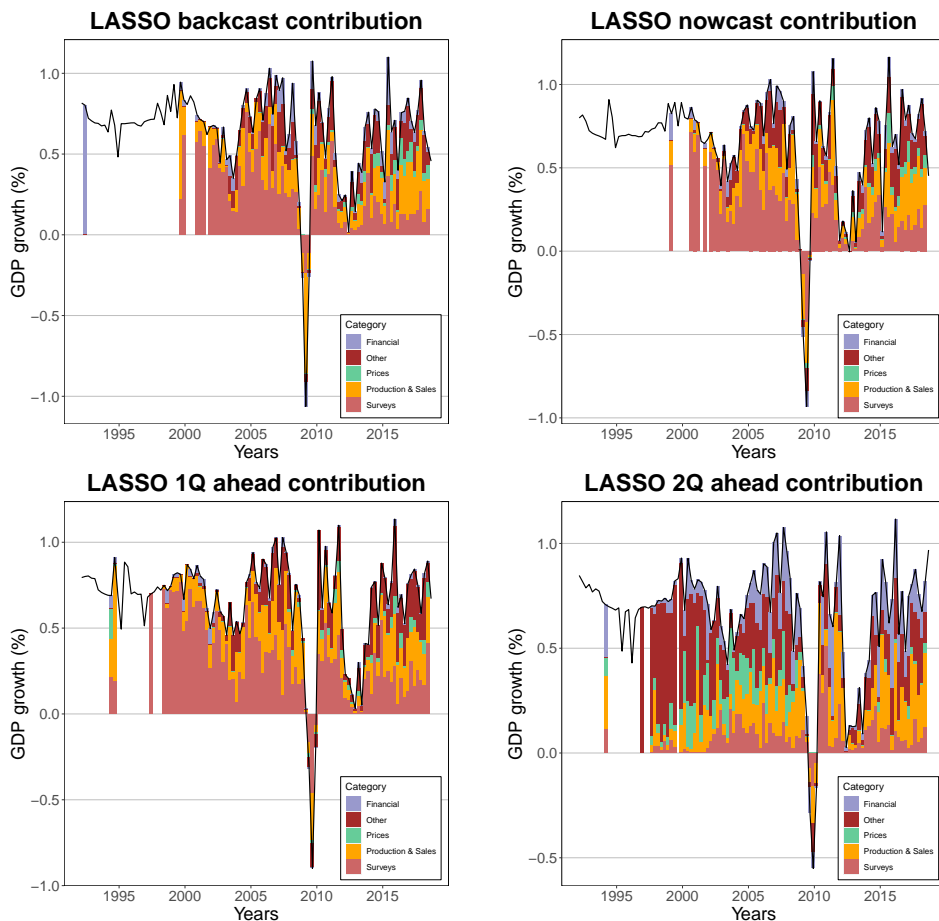 LASSO backcast contribution
1.0
0.5
0.0
−0.5
−1.0
GDP growth (%)
Category
Financial
Other
Prices
Production & Sales
Surveys
1995
2000
2005
2010
2015
Years
LASSO nowcast contribution
1.0
0.5
0.0
−0.5
−1.0
GDP growth (%)
Category
Financial
Other
Prices
Production & Sales
Surveys
1995
2000
2005
2010
2015
Years
LASSO 1Q ahead contribution
1.0
0.5
0.0
−0.5
−1.0
GDP growth (%)
Category
Financial
Other
Prices
Production & Sales
Surveys
1995
2000
2005
2010
2015
Years
LASSO 2Q ahead contribution
1.0
0.5
0.0
−0.5
GDP growth (%)
Category
Financial
Other
Prices
Production & Sales
Surveys
1995
2000
2005
2010
2015
Years